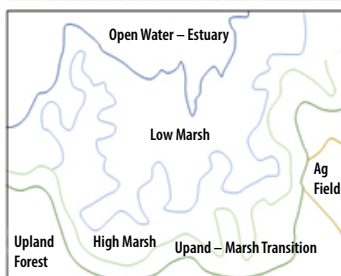 Open Water – Estuary
Low Marsh
Ag
Field
Upland
Forest
High Marsh
Upand – Marsh Transition